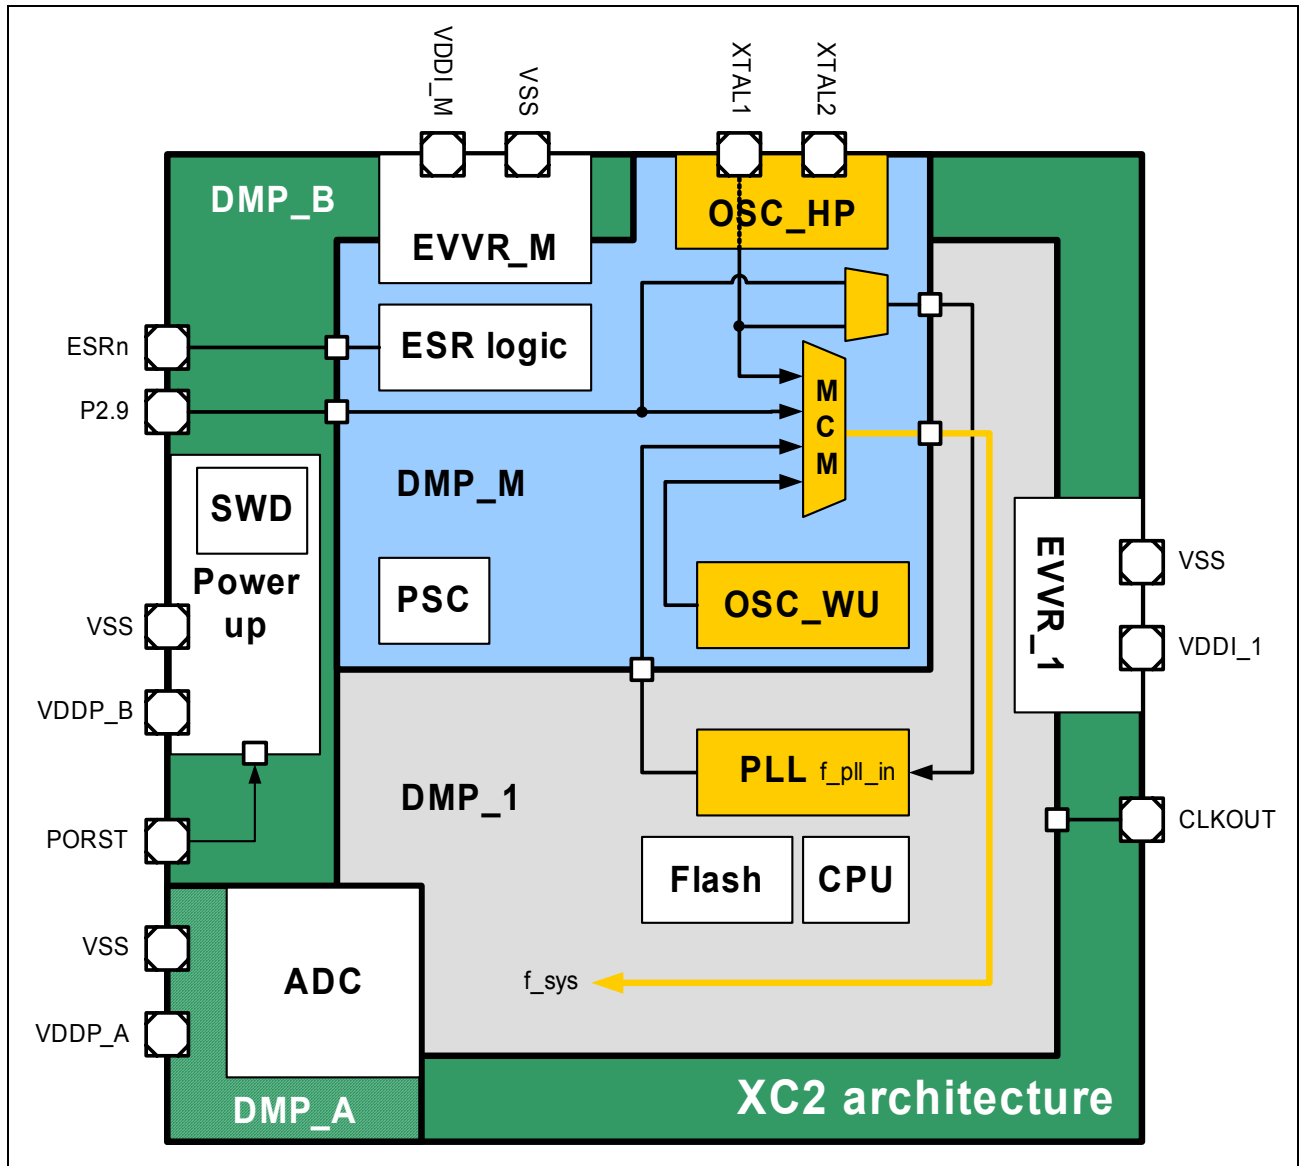 VDDI_M
VSS
XTAL1
XTAL2
DMP_B
OSC_HP
EVVR_M
ESRn
ESR logic
P2.9
M
C
M
DMP_M
SWD
Power
up
PSC
OSC_WU
EVVR_1
VSS
VDDI_1
VSS
VDDP_B
PLL f_pll_in
DMP_1
PORST
CLKOUT
Flash
CPU
VSS
ADC
f_sys
VDDP_A
DMP_A
XC2 architecture